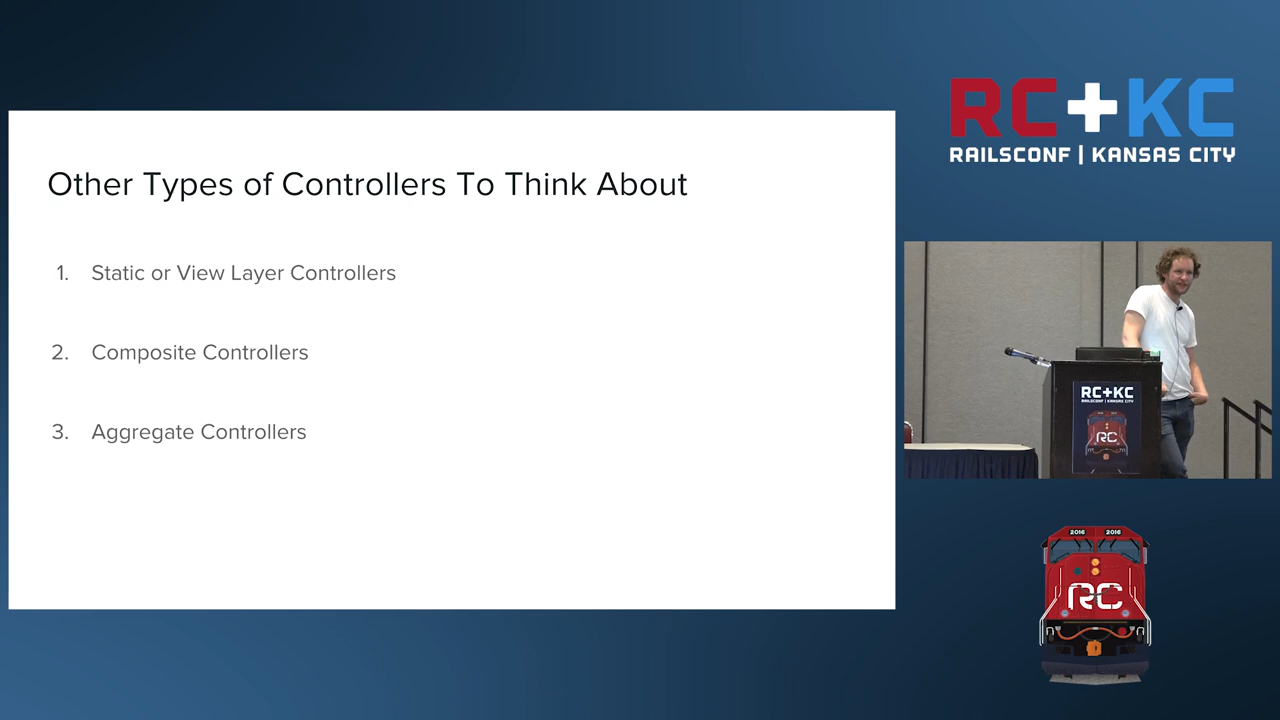 Other Types of Controllers To Think About
1. Static or View Layer Controllers
2. Composite Controllers
3. Aggregate Controllers
RC+KC
RAILSCONF | KANSAS CITY
RC+KC
RAILSCONF | KANSAS CITY
RC
2016 2016
RC